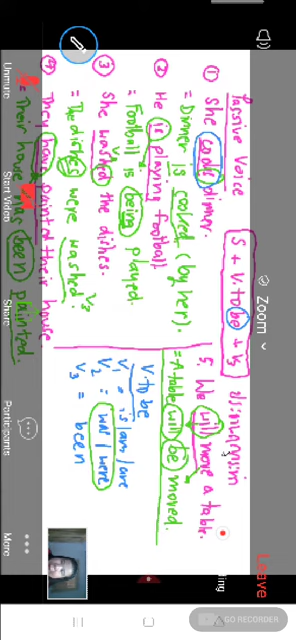 Zoom
Leave
Passive Voice
S + V.to be + V3
① She cooks dinner.
= Dinner is cooked (by her).
② He is playing football
= Football is being played.
③ She washed the dishes.
= The dishes were washed.
V3
④ They have painted their house
= Their house has been painted.
5. We will move a table.
= A table will be moved.
V.to be
V1 = is/am/are
V2 = was/were
V3 = been
Unmute
Start Video
Share
Participants
More
GO RECORDER